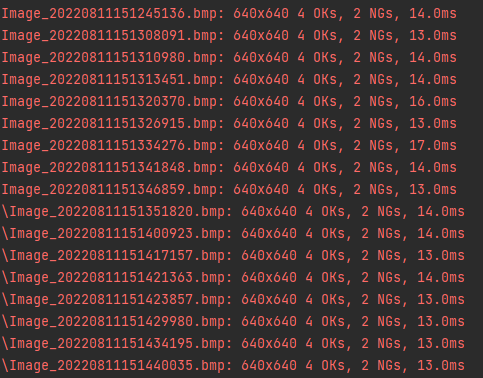 Image_20220811151245136.bmp: 640x640 4 OKs, 2 NGs, 14.0ms
Image_20220811151308091.bmp: 640x640 4 OKs, 2 NGs, 13.0ms
Image_20220811151310980.bmp: 640x640 4 OKs, 2 NGs, 14.0ms
Image_20220811151313451.bmp: 640x640 4 OKs, 2 NGs, 14.0ms
Image_20220811151320370.bmp: 640x640 4 OKs, 2 NGs, 16.0ms
Image_20220811151326915.bmp: 640x640 4 OKs, 2 NGs, 13.0ms
Image_20220811151334276.bmp: 640x640 4 OKs, 2 NGs, 17.0ms
Image_20220811151341848.bmp: 640x640 4 OKs, 2 NGs, 14.0ms
Image_20220811151346859.bmp: 640x640 4 OKs, 2 NGs, 13.0ms
\Image_20220811151351820.bmp: 640x640 4 OKs, 2 NGs, 14.0ms
\Image_20220811151400923.bmp: 640x640 4 OKs, 2 NGs, 14.0ms
\Image_20220811151417157.bmp: 640x640 4 OKs, 2 NGs, 13.0ms
\Image_20220811151421363.bmp: 640x640 4 OKs, 2 NGs, 14.0ms
\Image_20220811151423857.bmp: 640x640 4 OKs, 2 NGs, 13.0ms
\Image_20220811151429980.bmp: 640x640 4 OKs, 2 NGs, 13.0ms
\Image_20220811151434195.bmp: 640x640 4 OKs, 2 NGs, 13.0ms
\Image_20220811151440035.bmp: 640x640 4 OKs, 2 NGs, 13.0ms